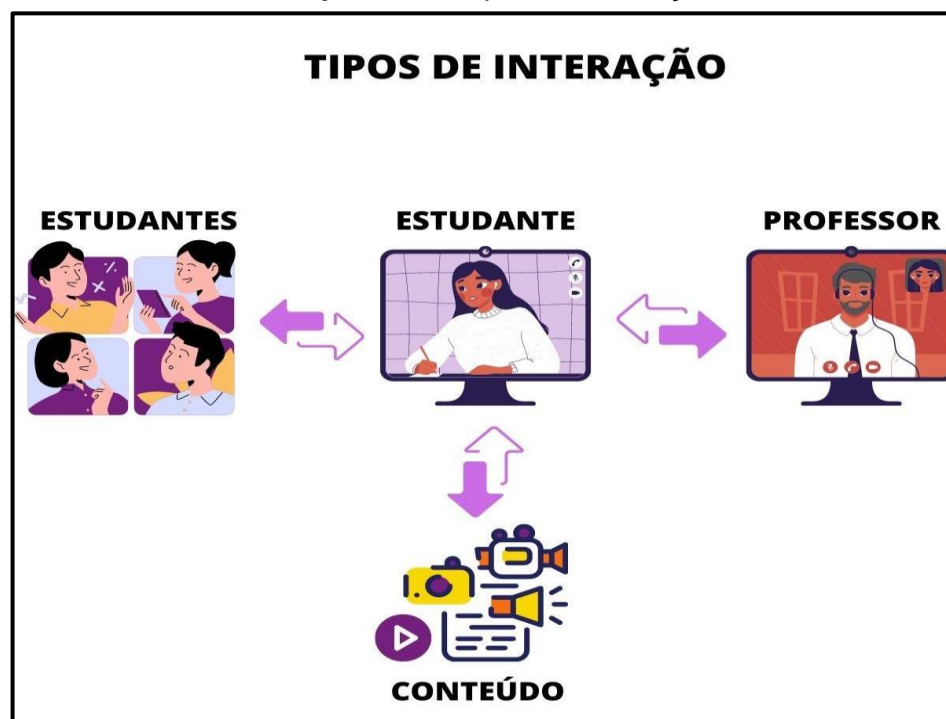 TIPOS DE INTERAÇÃO
ESTUDANTES
ESTUDANTE
PROFESSOR
CONTEÚDO